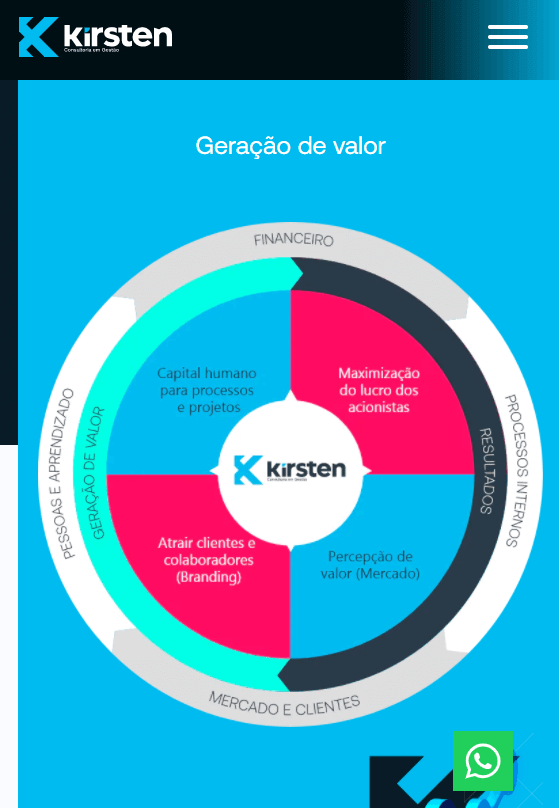 kirsten
Consultoria em Gestão
Geração de valor
FINANCEIRO
PESSOAS E APRENDIZADO
GERAÇÃO DE VALOR
Capital humano
para processos
e projetos
Maximização
do lucro dos
acionistas
RESULTADOS
PROCESSOS INTERNOS
kirsten
Consultoria em Gestão
Atrair clientes e
colaboradores
(Branding)
Percepção de
valor (Mercado)
MERCADO E CLIENTES